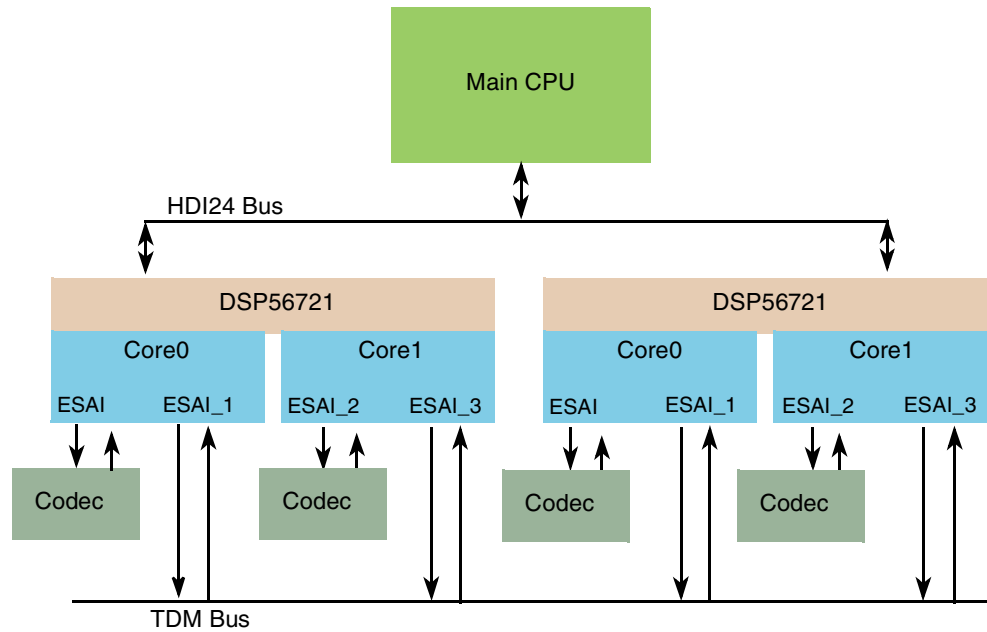 Main CPU
HDI24 Bus
DSP56721
DSP56721
Core0
Core1
Core0
Core1
ESAI
ESAI_1
ESAI_2
ESAI_3
ESAI
ESAI_1
ESAI_2
ESAI_3
Codec
Codec
Codec
Codec
TDM Bus